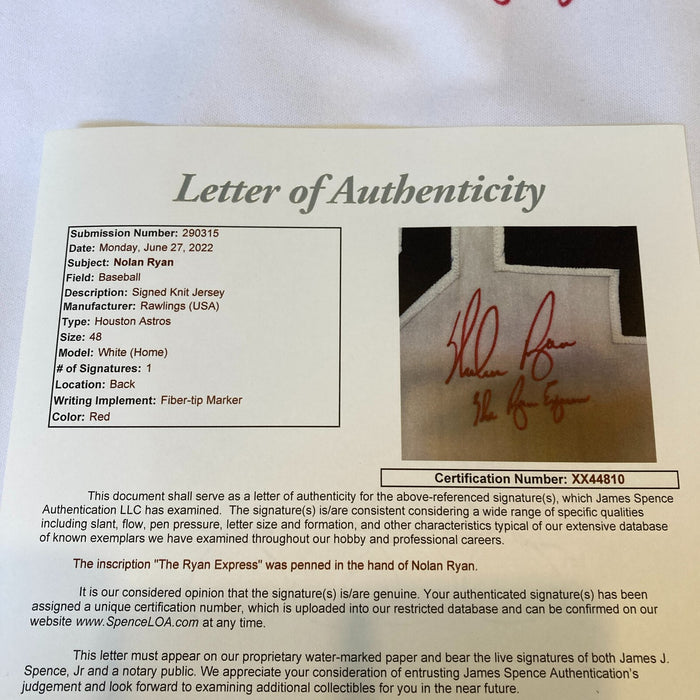 Letter of Authenticity
Submission Number: 290315
Date: Monday, June 27, 2022
Subject: Nolan Ryan
Field: Baseball
Description: Signed Knit Jersey
Manufacturer: Rawlings (USA)
Type: Houston Astros
Size: 48
Model: White (Home)
# of Signatures: 1
Location: Back
Writing Implement: Fiber-tip Marker
Color: Red
Nolan Ryan
The Ryan Express
Certification Number: XX44810
This document shall serve as a letter of authenticity for the above-referenced signature(s), which James Spence
Authentication LLC has examined. The signature(s) is/are consistent considering a wide range of specific qualities
including slant, flow, pen pressure, letter size and formation, and other characteristics typical of our extensive database
of known exemplars we have examined throughout our hobby and professional careers.
The inscription "The Ryan Express" was penned in the hand of Nolan Ryan.
It is our considered opinion that the signature(s) is/are genuine. Your authenticated signature(s) has been
assigned a unique certification number, which is uploaded into our restricted database and can be confirmed on our
website www.SpenceLOA.com at any time.
This letter must appear on our proprietary water-marked paper and bear the live signatures of both James J.
Spence, Jr and a notary public. We appreciate your consideration of entrusting James Spence Authentication's
judgement and look forward to examining additional collectibles for you in the near future.